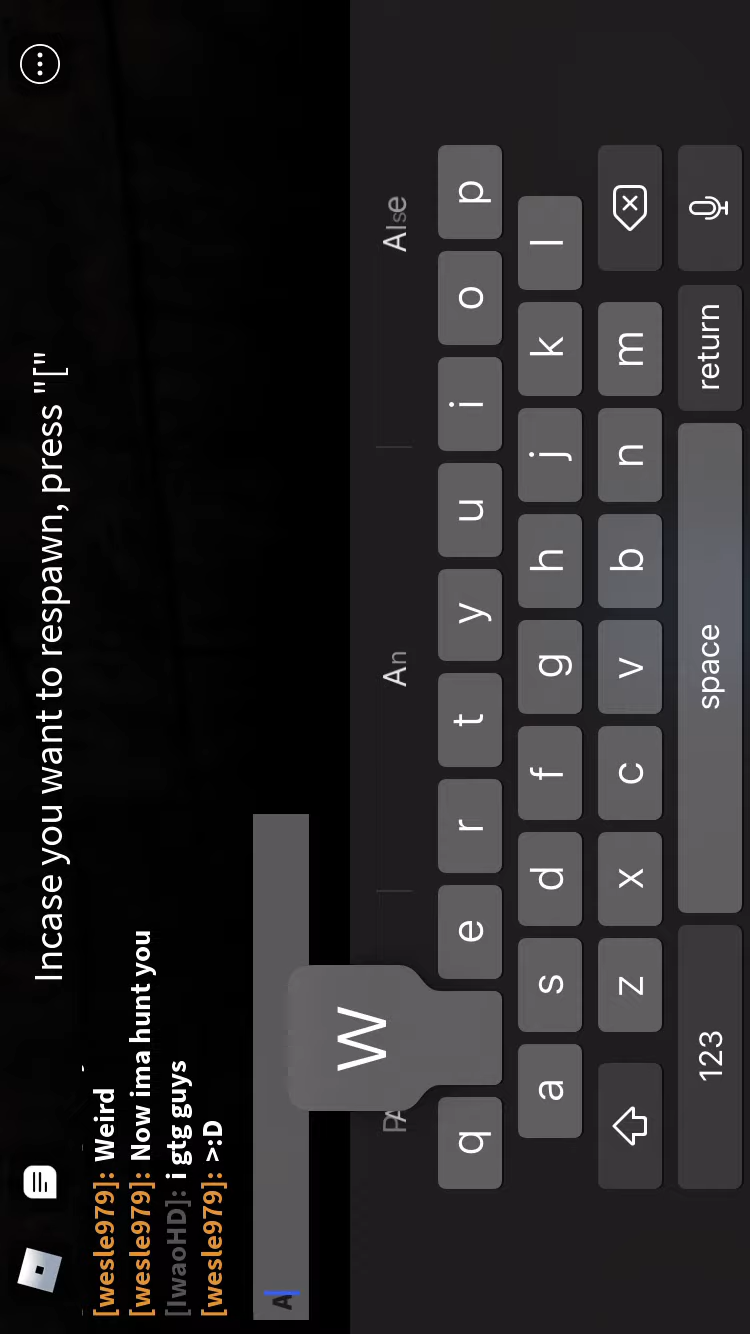 Incase you want to respawn, press "["
[wesle979]: Weird
[wesle979]: Now ima hunt you
[IwaoHD]: i gtg guys
[wesle979]: >:D
A
An
Alse
q W e r t y u i o p
a s d f g h j k l
z x c v b n m
123 space return